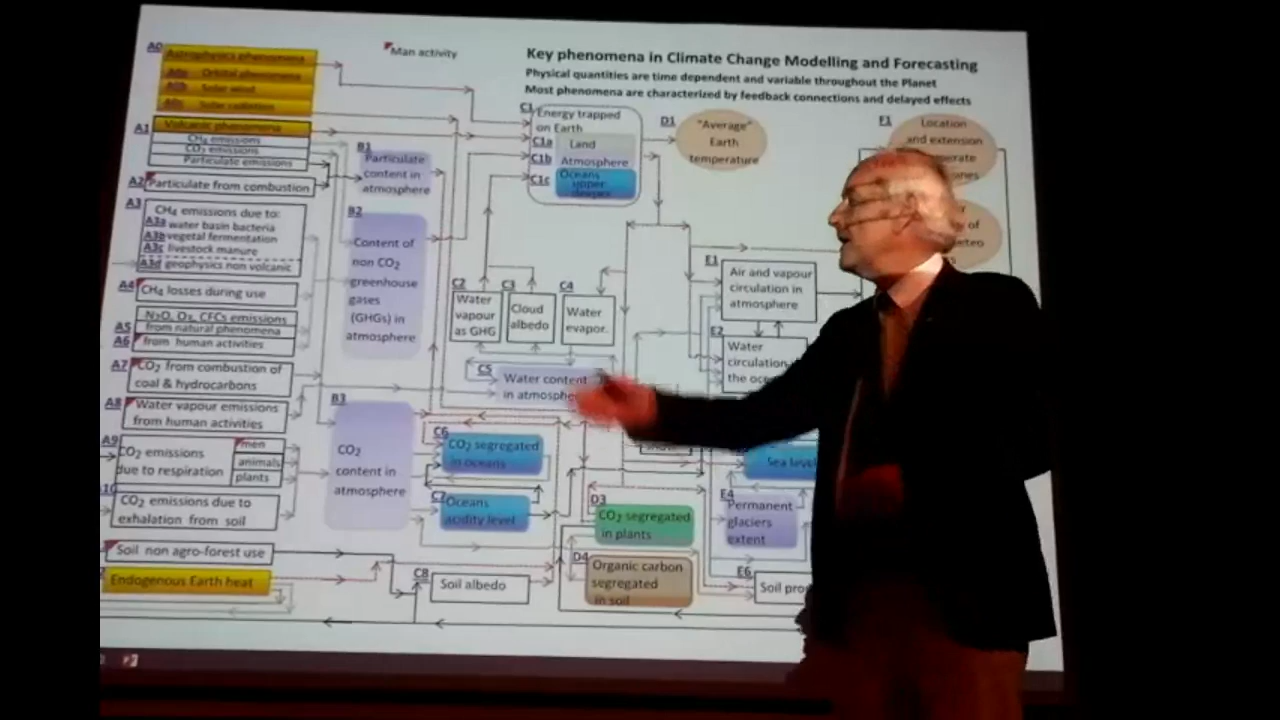 Key phenomena in Climate Change Modelling and Forecasting
Physical quantities are time dependent and variable throughout the Planet
Most phenomena are characterized by feedback connections and delayed effects
Man activity
A0
Astrophysics phenomena
A0a Orbital phenomena
A0b Solar wind
A0c Solar radiation
A1
Volcanic phenomena
CH4 emissions
CO2 emissions
Particulate emissions
A2
Particulate from combustion
A3
CH4 emissions due to:
A3a water basin bacteria
A3b vegetal fermentation
A3c livestock manure
A3d geophysics non volcanic
A4
CH4 losses during use
N2O, O3, CFCs emissions
A5 from natural phenomena
A6 from human activities
A7
CO2 from combustion of
coal & hydrocarbons
A8
Water vapour emissions
from human activities
A9
CO2 emissions
due to respiration
men
animals
plants
CO2 emissions due to
exhalation from soil
Soil non agro-forest use
Endogenous Earth heat
B1
Particulate
content in
atmosphere
B2
Content of
non CO2
greenhouse
gases
(GHGs) in
atmosphere
B3
CO2
content in
atmosphere
C1
Energy trapped
on Earth
C1a Land
C1b Atmosphere
C1c Oceans
upper
deeper
C2
Water
vapour
as GHG
C3
Cloud
albedo
C4
Water
evapor.
C5
Water content
in atmosphe
C6
CO2 segregated
in oceans
C7
Oceans
acidity level
C8
Soil albedo
D1
"Average"
Earth
temperature
D3
CO2 segregated
in plants
D4
Organic carbon
segregated
in soil
E1
Air and vapour
circulation in
atmosphere
E2
Water
circulation
the oce
Sea level
E4
Permanent
glaciers
extent
E6
Soil pro
F1
Location
and extension